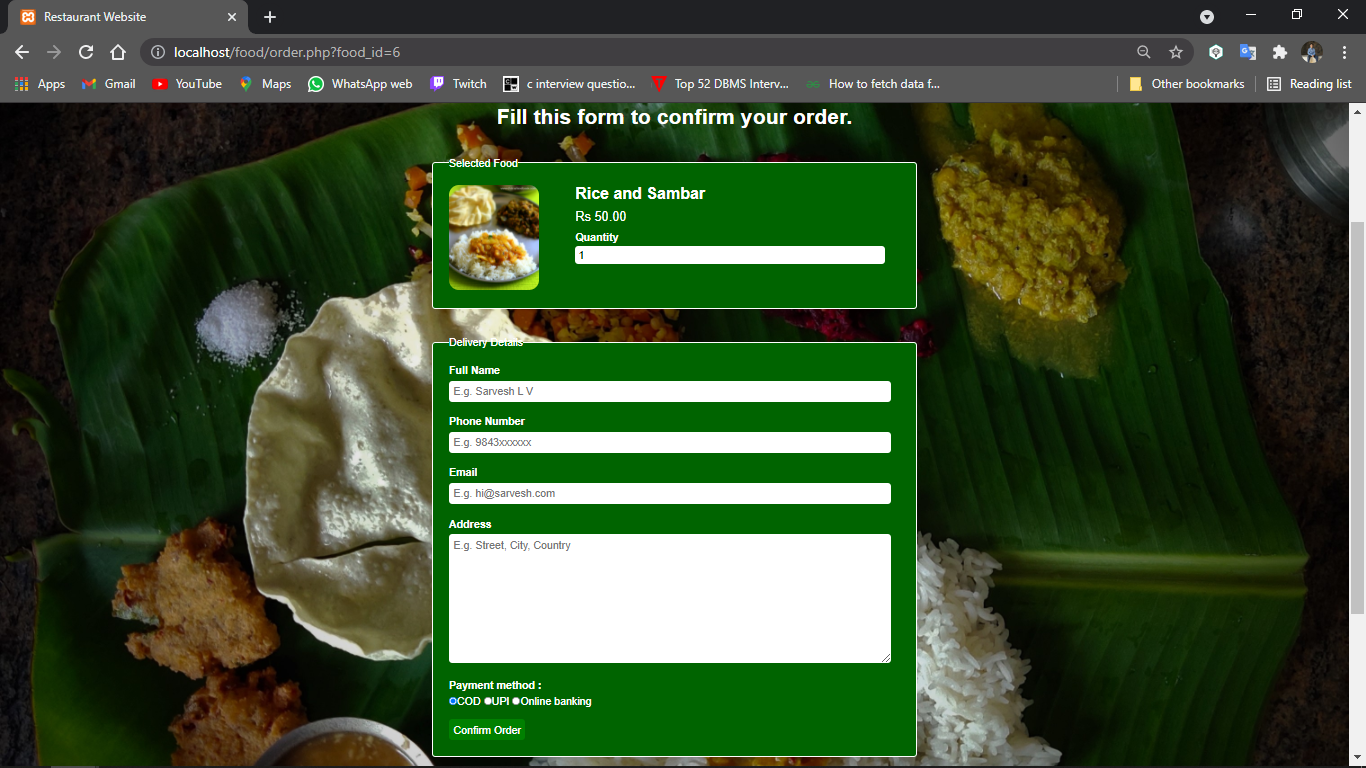 Restaurant Website
localhost/food/order.php?food_id=6
Apps Gmail YouTube Maps WhatsApp web Twitch c interview questio... Top 52 DBMS Interv... How to fetch data f... Other bookmarks Reading list
Fill this form to confirm your order.
Selected Food
Rice and Sambar
Rs 50.00
Quantity
1
Delivery Details
Full Name
E.g. Sarvesh L V
Phone Number
E.g. 9843xxxxxx
Email
E.g. hi@sarvesh.com
Address
E.g. Street, City, Country
Payment method :
COD UPI Online banking
Confirm Order